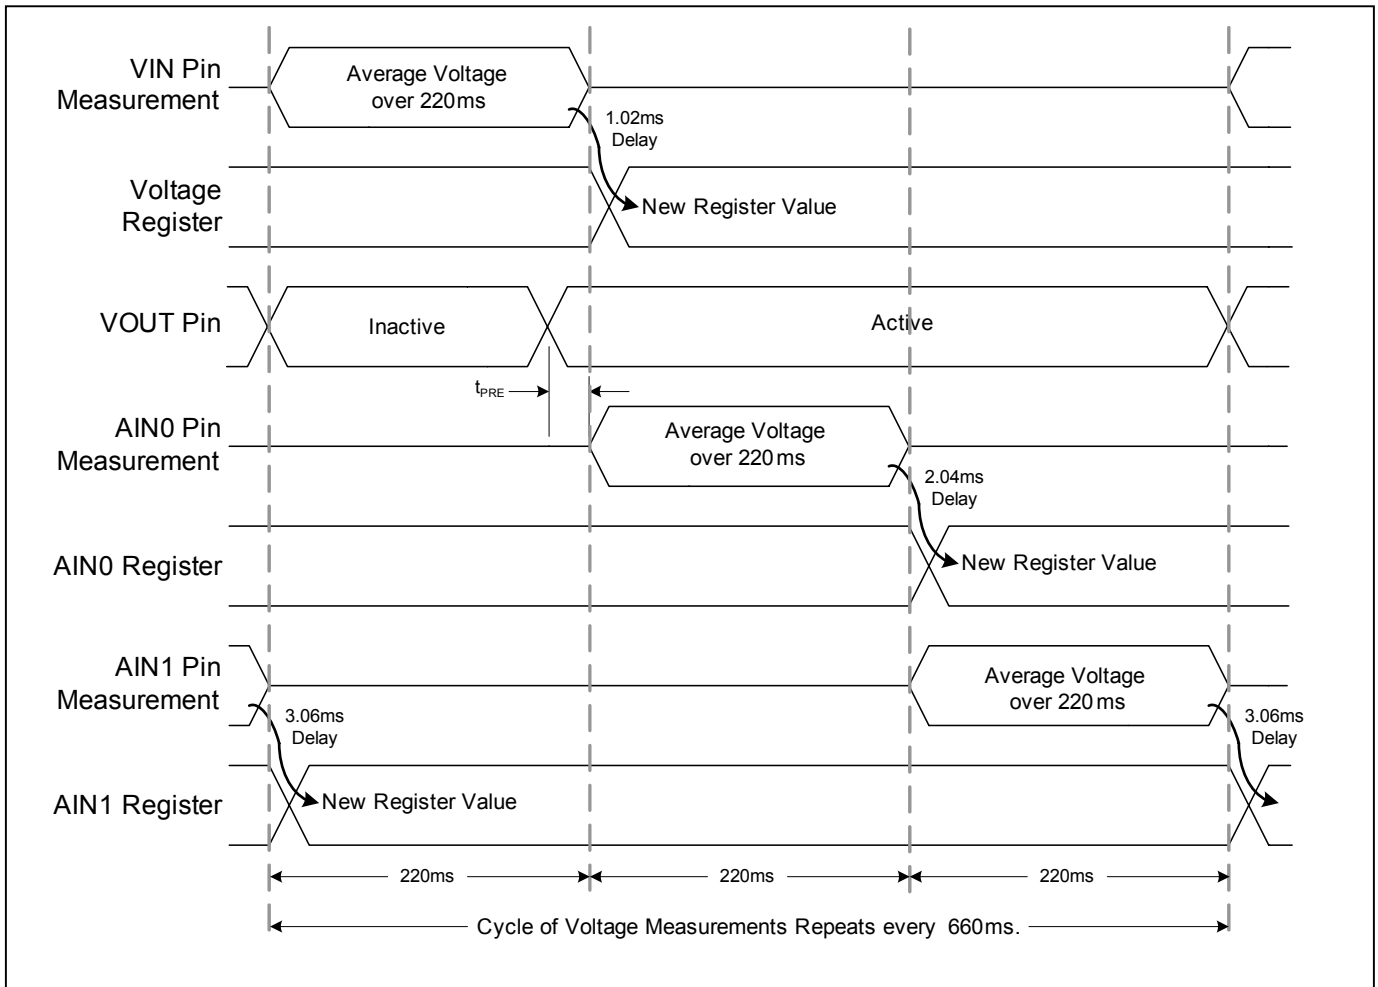 VIN Pin
Measurement
Average Voltage
over 220ms
1.02ms
Delay
Voltage
Register
New Register Value
VOUT Pin
Inactive
Active
tPRE
AIN0 Pin
Measurement
Average Voltage
over 220ms
2.04ms
Delay
AIN0 Register
New Register Value
AIN1 Pin
Measurement
Average Voltage
over 220ms
3.06ms
Delay
3.06ms
Delay
AIN1 Register
New Register Value
220ms
220ms
220ms
Cycle of Voltage Measurements Repeats every 660ms.